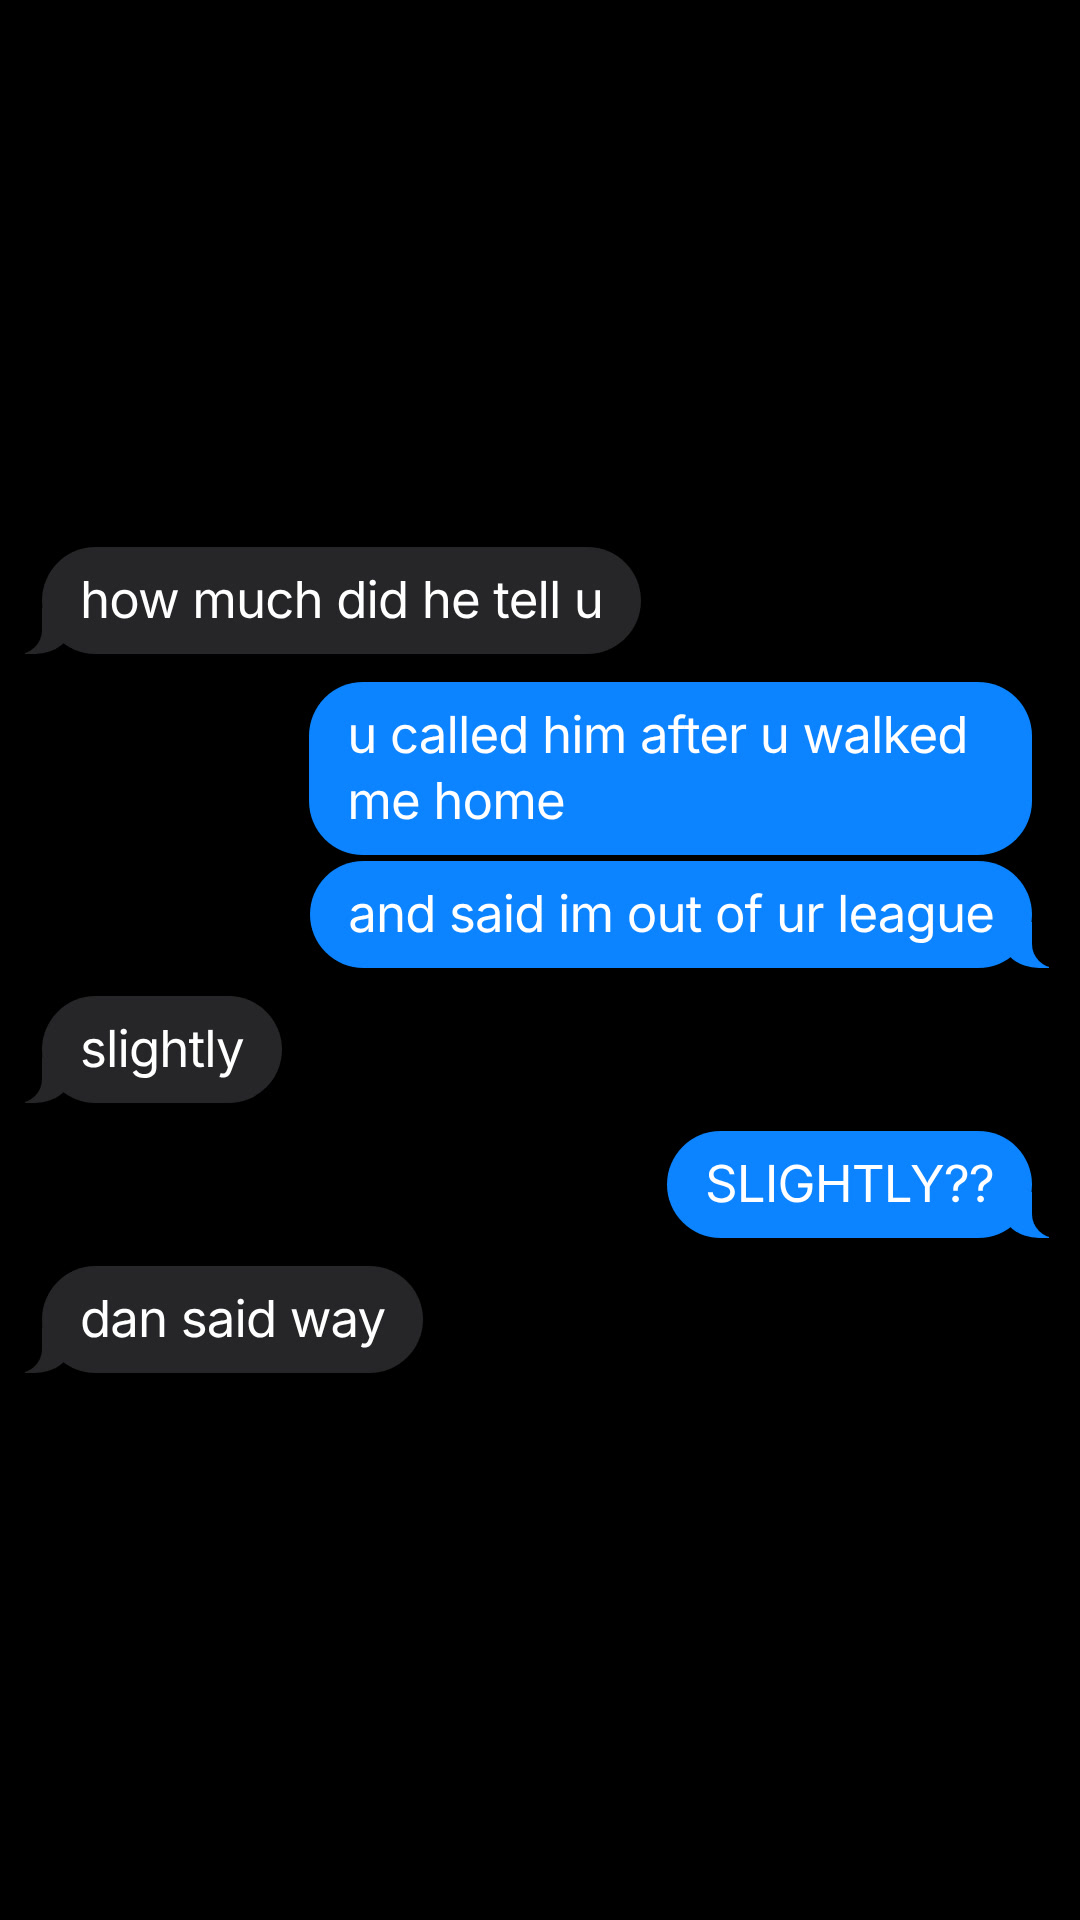 how much did he tell u
u called him after u walked
me home
and said im out of ur league
slightly
SLIGHTLY??
dan said way